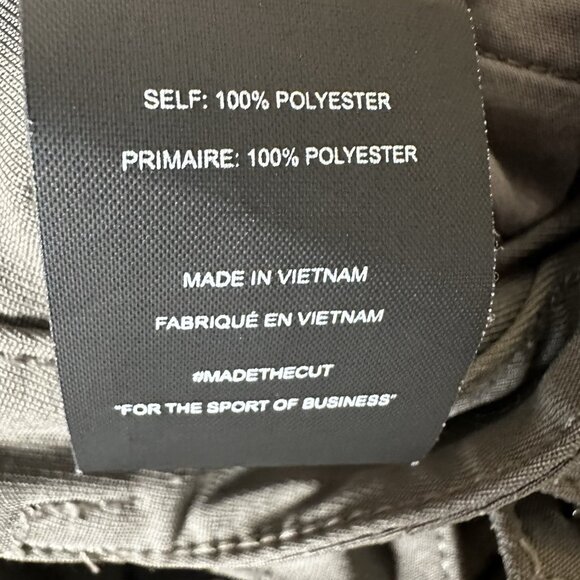 SELF: 100% POLYESTER
PRIMAIRE: 100% POLYESTER
MADE IN VIETNAM
FABRIQUÉ EN VIETNAM
#MADETHECUT
"FOR THE SPORT OF BUSINESS"